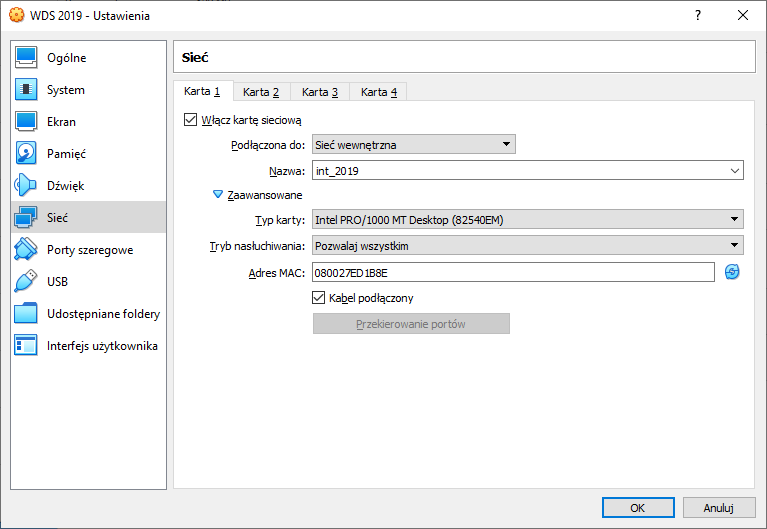 WDS 2019 - Ustawienia
?
Ogólne
System
Ekran
Pamięć
Dźwięk
Sieć
Porty szeregowe
USB
Udostępniane foldery
Interfejs użytkownika
Sieć
Karta 1 Karta 2 Karta 3 Karta 4
Włącz kartę sieciową
Podłączona do: Sieć wewnętrzna
Nazwa: int_2019
Zaawansowane
Typ karty: Intel PRO/1000 MT Desktop (82540EM)
Tryb nasłuchiwania: Pozwalaj wszystkim
Adres MAC: 080027ED1B8E
Kabel podłączony
Przekierowanie portów
OK Anuluj